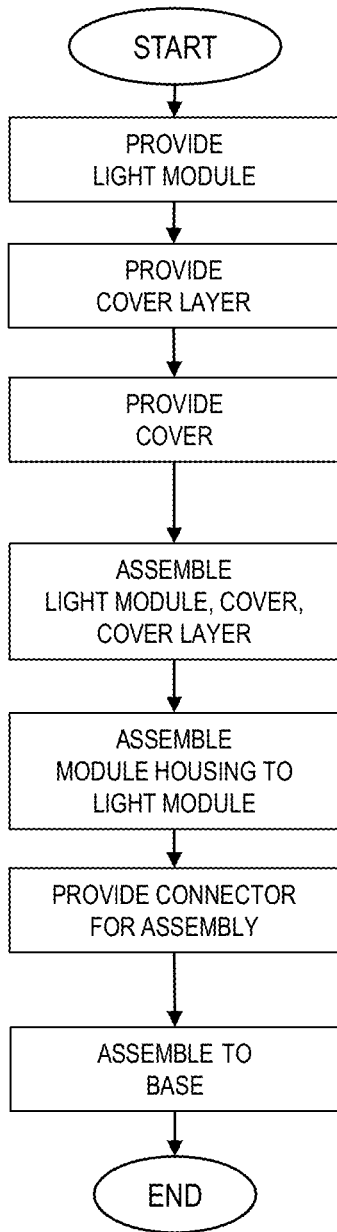 START
PROVIDE
LIGHT MODULE
PROVIDE
COVER LAYER
PROVIDE
COVER
ASSEMBLE
LIGHT MODULE, COVER,
COVER LAYER
ASSEMBLE
MODULE HOUSING TO
LIGHT MODULE
PROVIDE CONNECTOR
FOR ASSEMBLY
ASSEMBLE TO
BASE
END